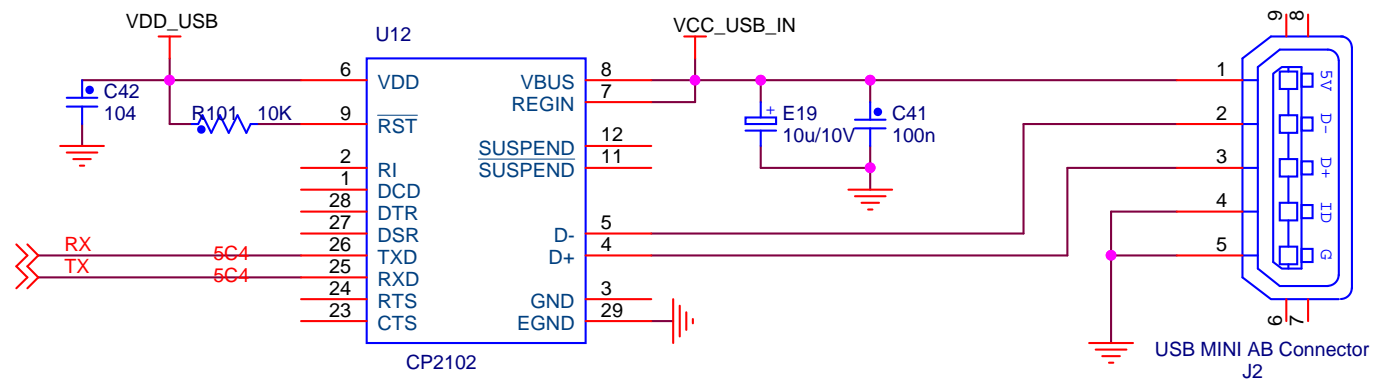 VDD_USB
U12
VCC_USB_IN
9 8
6 VDD
VBUS 8
1 5V
C42
104
REGIN 7
R101 10K
9 RST
E19
10u/10V
C41
100n
2 D-
SUSPEND 12
SUSPEND 11
2 RI
3 D+
1 DCD
28 DTR
4 ID
27 DSR
D- 5
RX 5C4 26 TXD
D+ 4
5 G
TX 5C4 25 RXD
24 RTS
GND 3
23 CTS
EGND 29
6 7
CP2102
USB MINI AB Connector
J2